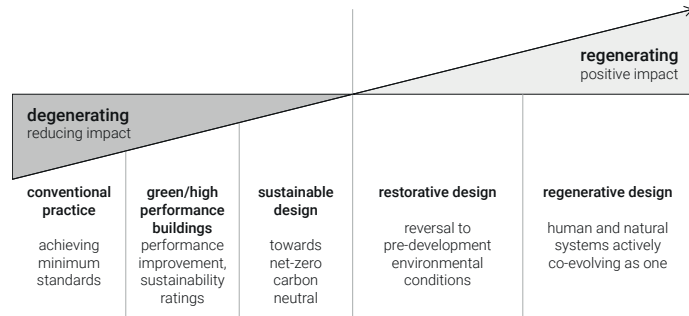 regenerating
positive impact
degenerating
reducing impact
conventional
practice
achieving
minimum
standards
green/high
performance
buildings
performance
improvement,
sustainability
ratings
sustainable
design
towards
net-zero
carbon
neutral
restorative design
reversal to
pre-development
environmental
conditions
regenerative design
human and natural
systems actively
co-evolving as one